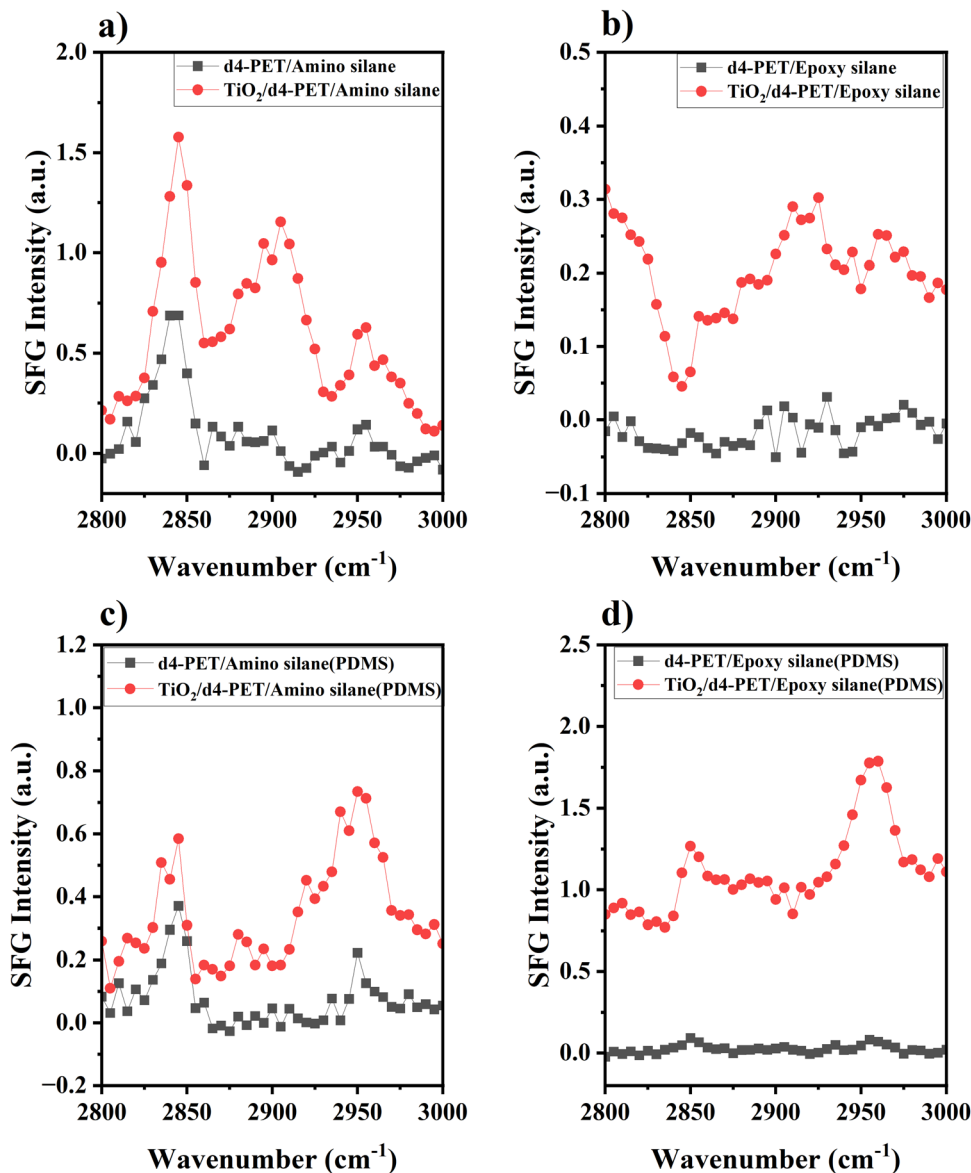 a)
SFG Intensity (a.u.)
2.0
1.5
1.0
0.5
0.0
d4-PET/Amino silane
TiO2/d4-PET/Amino silane
2800 2850 2900 2950 3000
Wavenumber (cm-1)
b)
SFG Intensity (a.u.)
0.5
0.4
0.3
0.2
0.1
0.0
−0.1
d4-PET/Epoxy silane
TiO2/d4-PET/Epoxy silane
2800 2850 2900 2950 3000
Wavenumber (cm-1)
c)
SFG Intensity (a.u.)
1.2
1.0
0.8
0.6
0.4
0.2
0.0
−0.2
d4-PET/Amino silane(PDMS)
TiO2/d4-PET/Amino silane(PDMS)
2800 2850 2900 2950 3000
Wavenumber (cm-1)
d)
SFG Intensity (a.u.)
2.5
2.0
1.5
1.0
0.5
0.0
d4-PET/Epoxy silane(PDMS)
TiO2/d4-PET/Epoxy silane(PDMS)
2800 2850 2900 2950 3000
Wavenumber (cm-1)